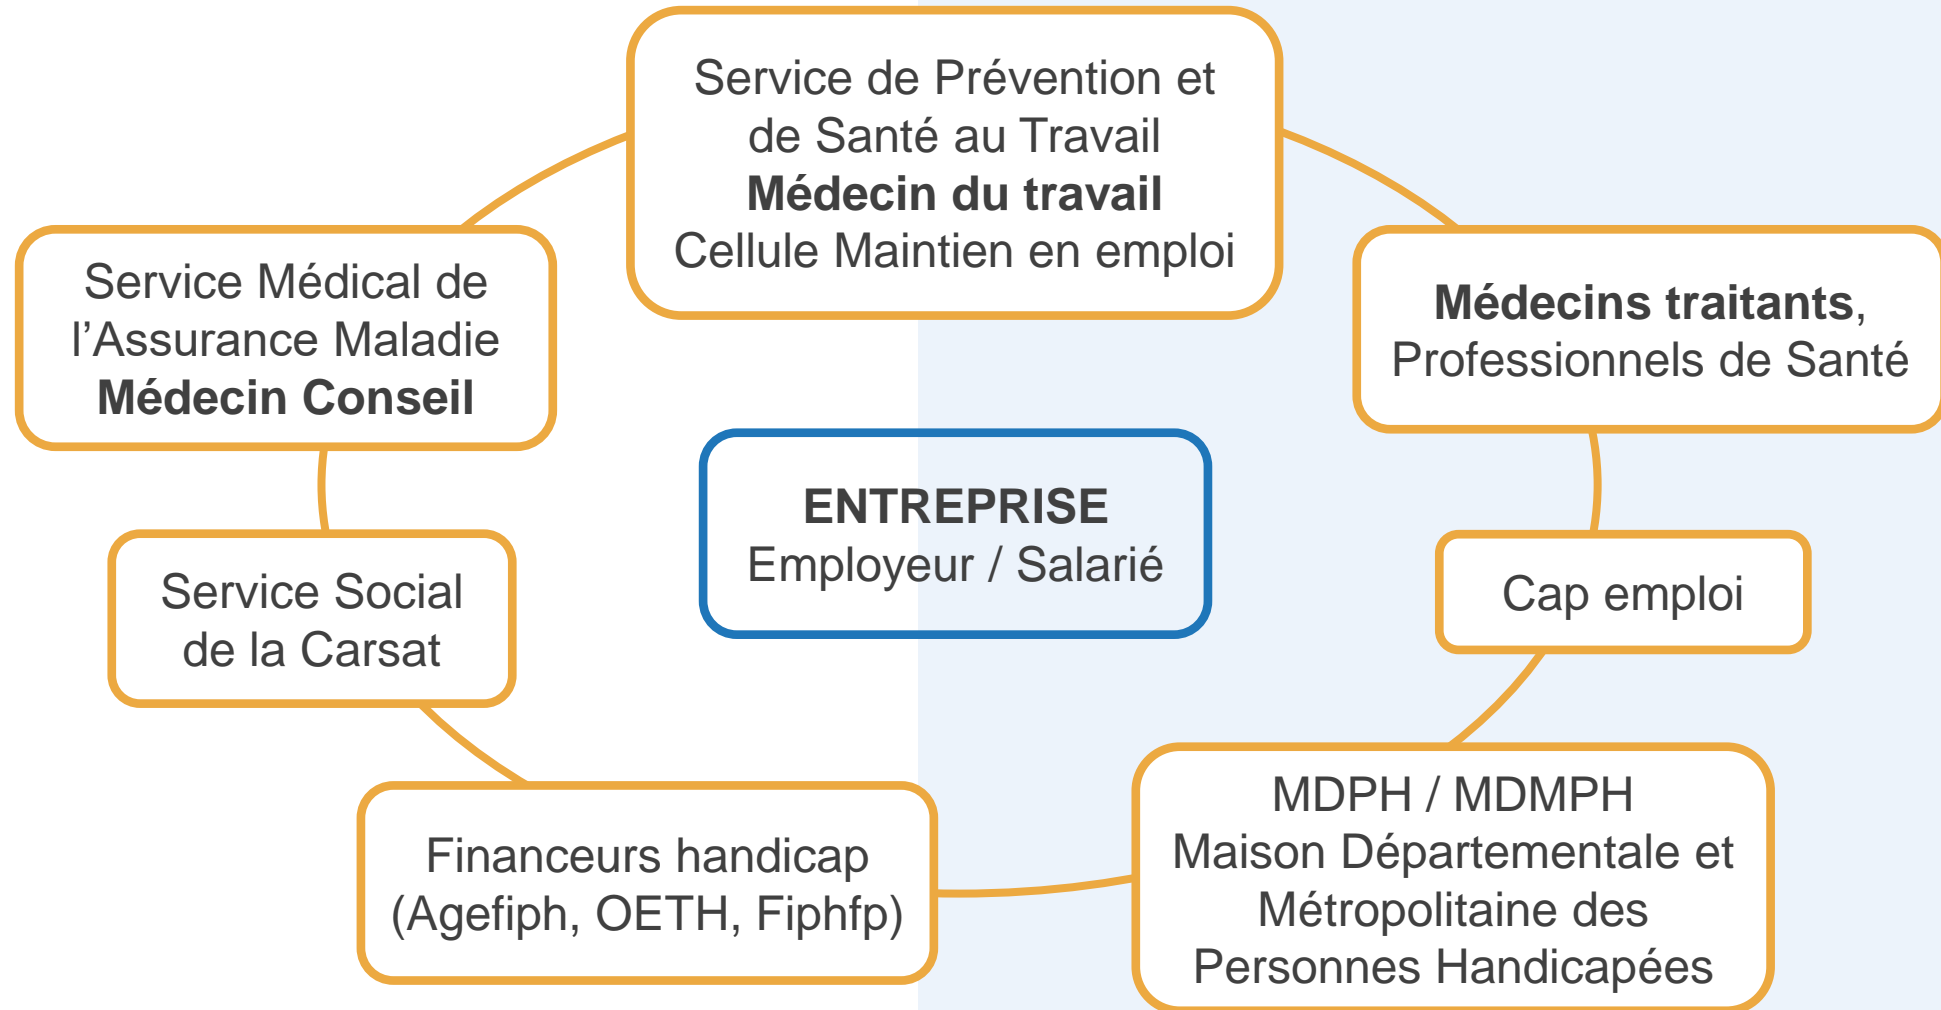 Service de Prévention et
de Santé au Travail
Médecin du travail
Cellule Maintien en emploi
Service Médical de
l’Assurance Maladie
Médecin Conseil
Médecins traitants,
Professionnels de Santé
ENTREPRISE
Employeur / Salarié
Service Social
de la Carsat
Cap emploi
Financeurs handicap
(Agefiph, OETH, Fiphfp)
MDPH / MDMPH
Maison Départementale et
Métropolitaine des
Personnes Handicapées